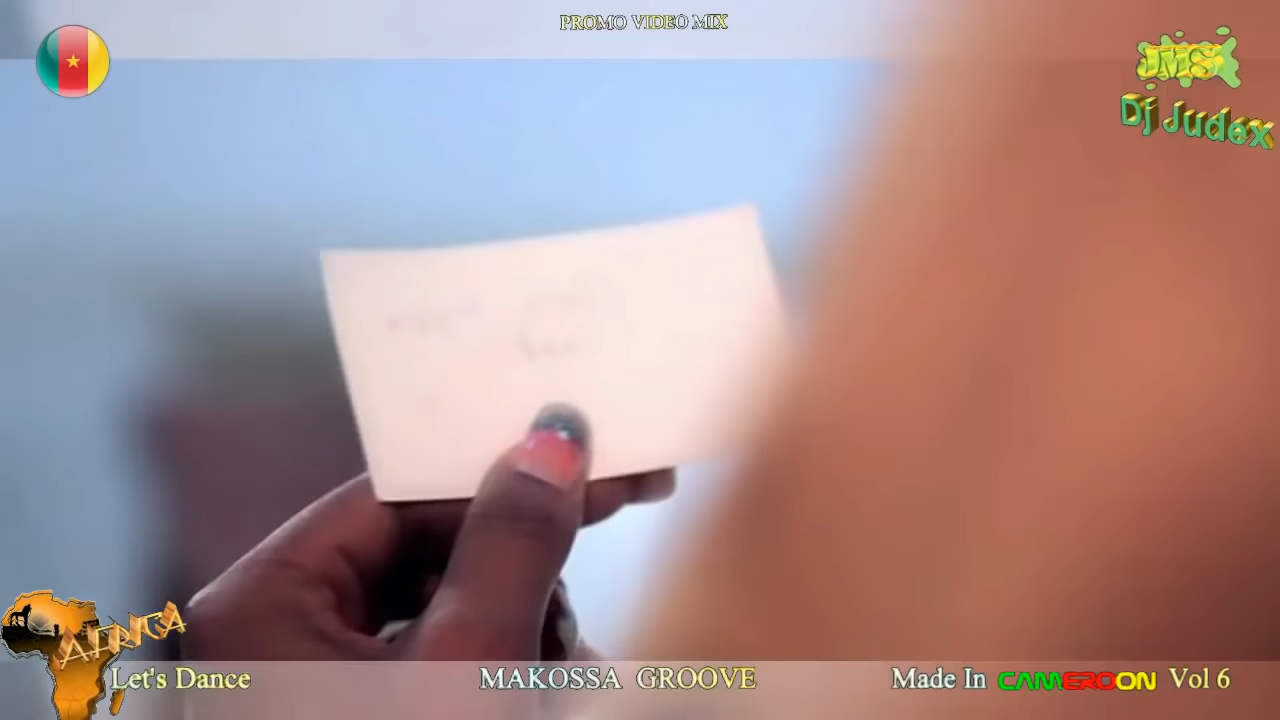 PROMO VIDEO MIX
JMS
Dj Judex
AFRICA
Let's Dance
MAKOSSA GROOVE
Made In CAMEROON Vol 6